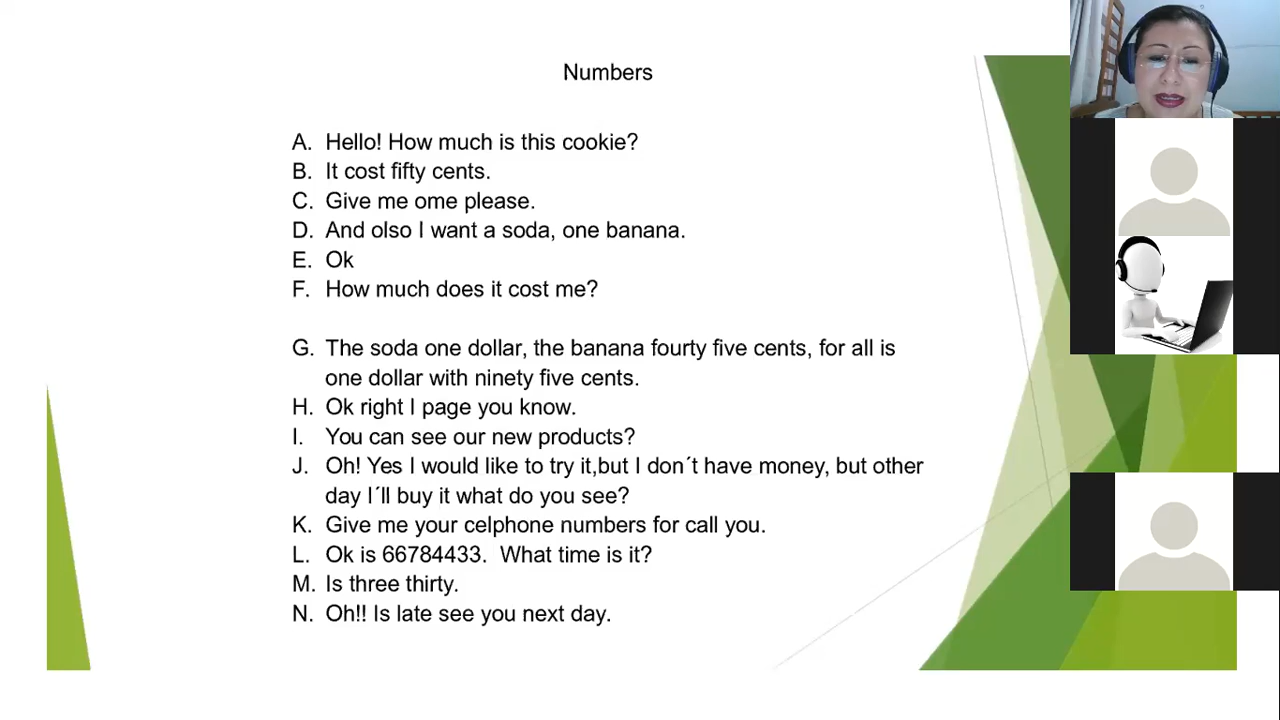 Numbers
A. Hello! How much is this cookie?
B. It cost fifty cents.
C. Give me ome please.
D. And olso I want a soda, one banana.
E. Ok
F. How much does it cost me?
G. The soda one dollar, the banana fourty five cents, for all is
one dollar with ninety five cents.
H. Ok right I page you know.
I. You can see our new products?
J. Oh! Yes I would like to try it,but I don´t have money, but other
day I´ll buy it what do you see?
K. Give me your celphone numbers for call you.
L. Ok is 66784433. What time is it?
M. Is three thirty.
N. Oh!! Is late see you next day.